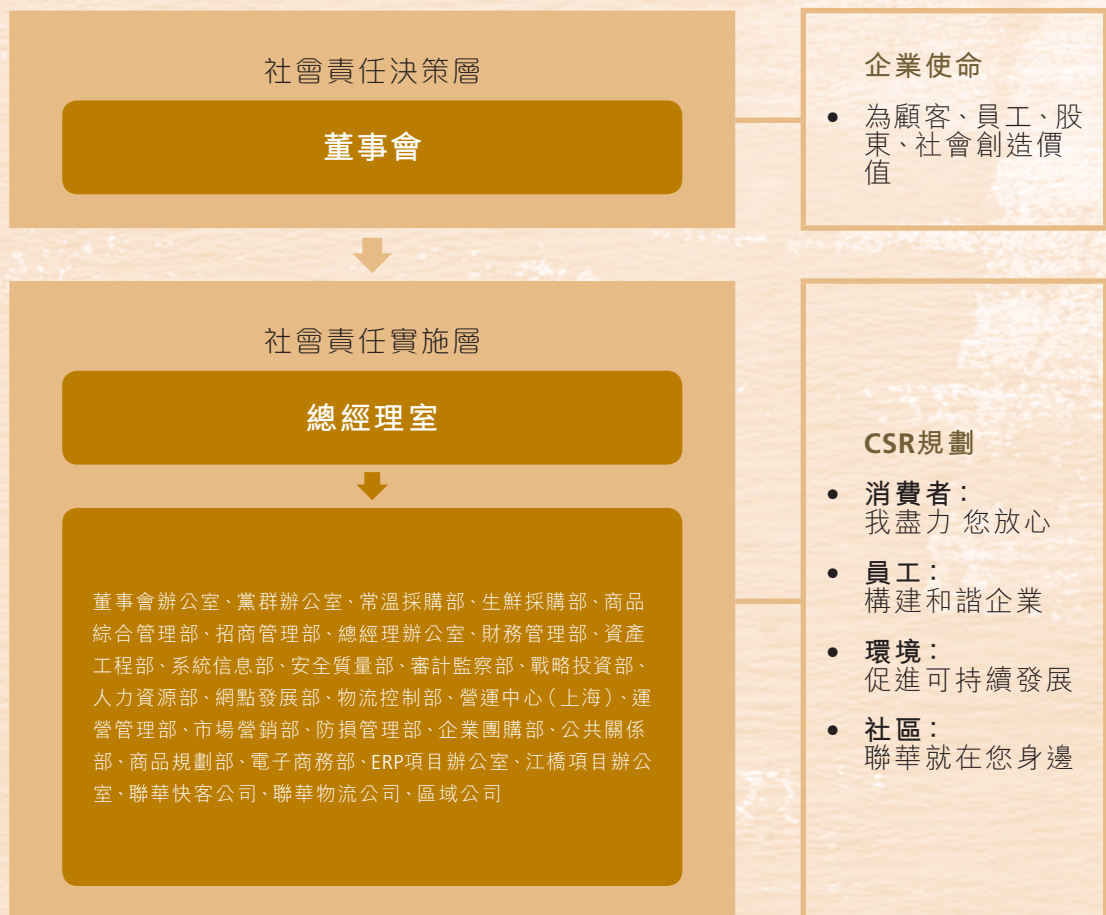 社會責任決策層
董事會
企業使命
• 為顧客、員工、股
東、社會創造價
值
社會責任實施層
總經理室
董事會辦公室、黨群辦公室、常溫採購部、生鮮採購部、商品
綜合管理部、招商管理部、總經理辦公室、財務管理部、資產
工程部、系統信息部、安全質量部、審計監察部、戰略投資部、
人力資源部、網點發展部、物流控制部、營運中心（上海）、運
營管理部、市場營銷部、防損管理部、企業團購部、公共關係
部、商品規劃部、電子商務部、ERP項目辦公室、江橋項目辦公
室、聯華快客公司、聯華物流公司、區域公司
CSR規劃
• 消費者：
我盡力 您放心
• 員工：
構建和諧企業
• 環境：
促進可持續發展
• 社區：
聯華就在您身邊